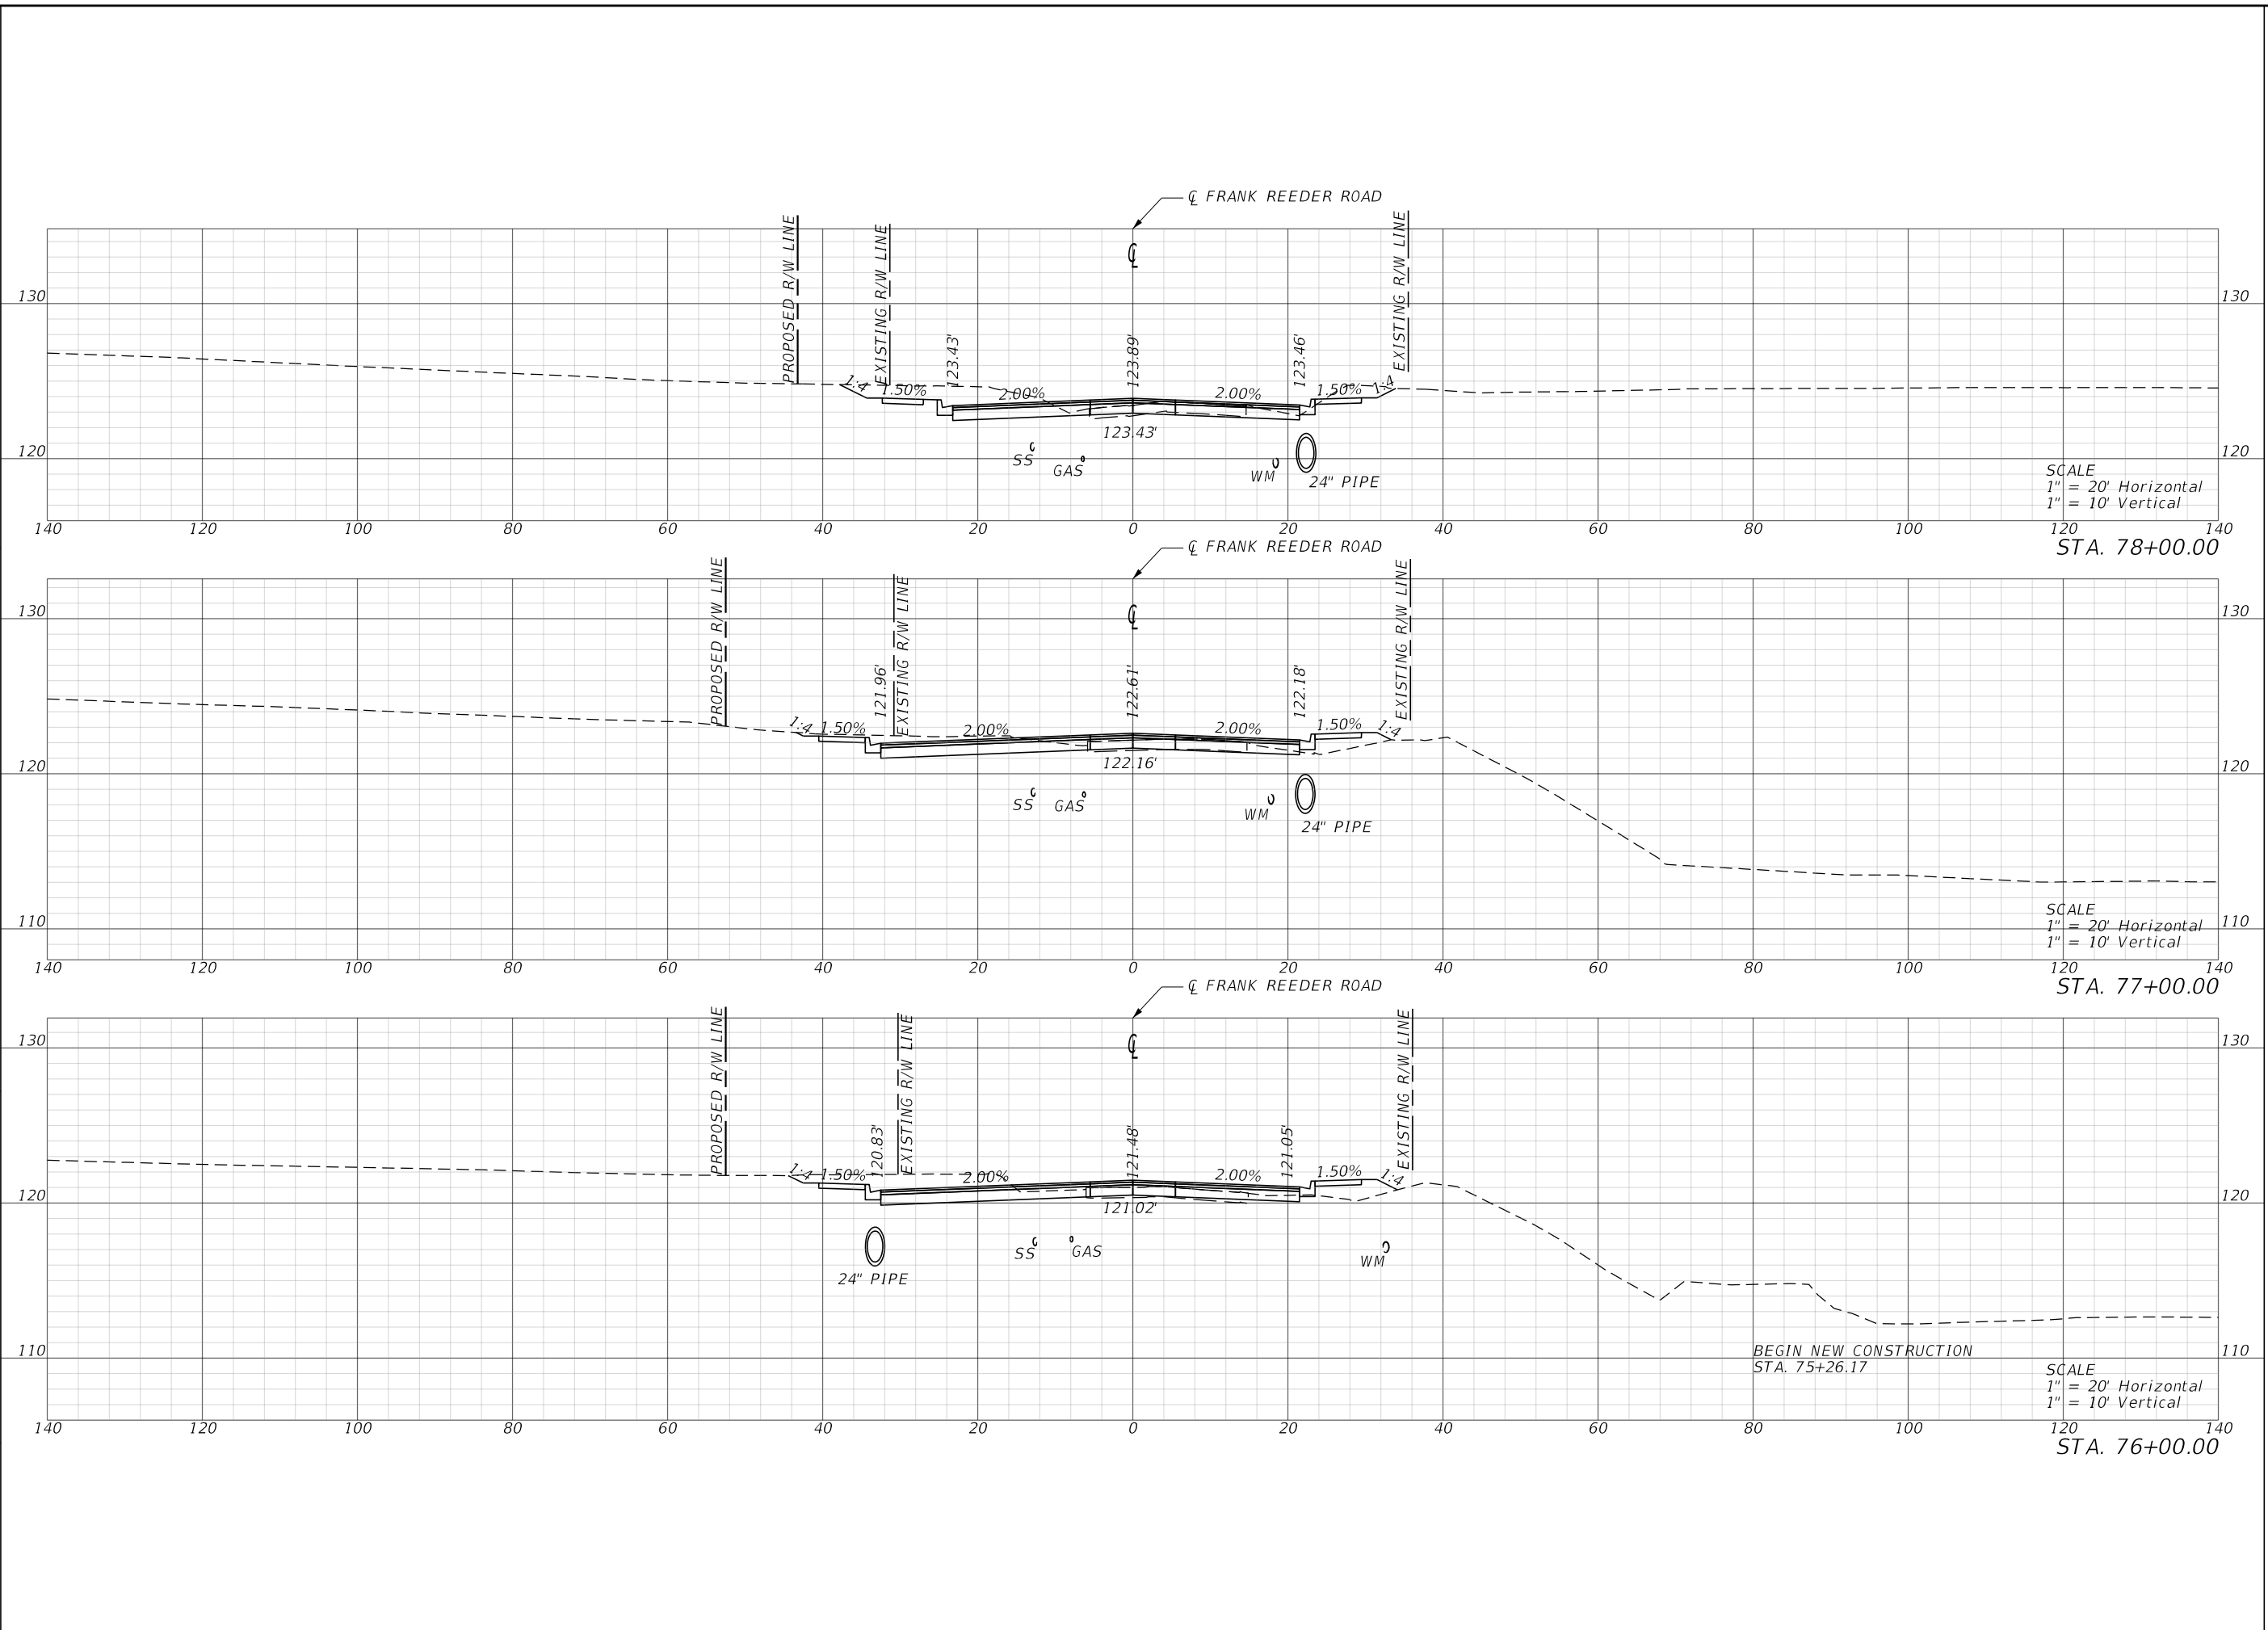 ℄ FRANK REEDER ROAD
PROPOSED R/W LINE
EXISTING R/W LINE
EXISTING R/W LINE
℄
130 130
123.43' 123.89' 123.46'
1:4 1.50% 2.00% 2.00% 1.50% 1:4
123.43'
120 120
SS GAS WM 24" PIPE
SCALE
1" = 20' Horizontal
1" = 10' Vertical
140 120 100 80 60 40 20 0 20 40 60 80 100 120 140
STA. 78+00.00
℄ FRANK REEDER ROAD
PROPOSED R/W LINE
EXISTING R/W LINE
EXISTING R/W LINE
℄
130 130
121.96' 122.61' 122.18'
1:4 1.50% 2.00% 2.00% 1.50% 1:4
122.16'
120 120
SS GAS WM 24" PIPE
110 110
SCALE
1" = 20' Horizontal
1" = 10' Vertical
140 120 100 80 60 40 20 0 20 40 60 80 100 120 140
STA. 77+00.00
℄ FRANK REEDER ROAD
PROPOSED R/W LINE
EXISTING R/W LINE
EXISTING R/W LINE
℄
130 130
120.83' 121.48' 121.05'
1:4 1.50% 2.00% 2.00% 1.50% 1:4
121.02'
120 120
24" PIPE SS GAS WM
BEGIN NEW CONSTRUCTION
STA. 75+26.17
110 110
SCALE
1" = 20' Horizontal
1" = 10' Vertical
140 120 100 80 60 40 20 0 20 40 60 80 100 120 140
STA. 76+00.00